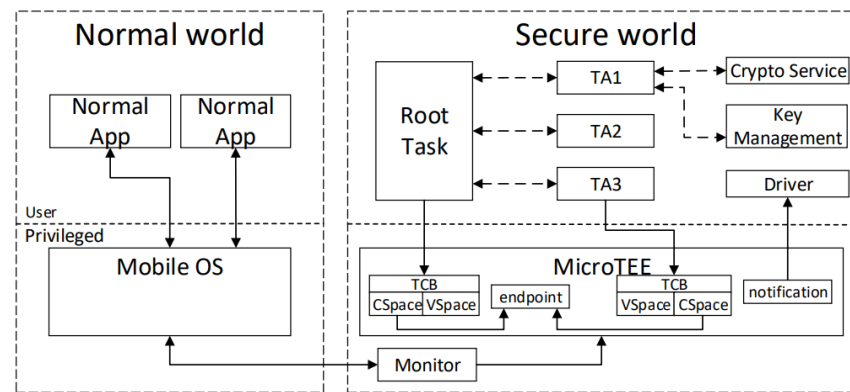 Normal world
Normal
App
Normal
App
User
Privileged
Mobile OS
Secure world
Root
Task
TA1
TA2
TA3
Crypto Service
Key
Management
Driver
MicroTEE
TCB
CSpace VSpace
endpoint
TCB
VSpace CSpace
notification
Monitor